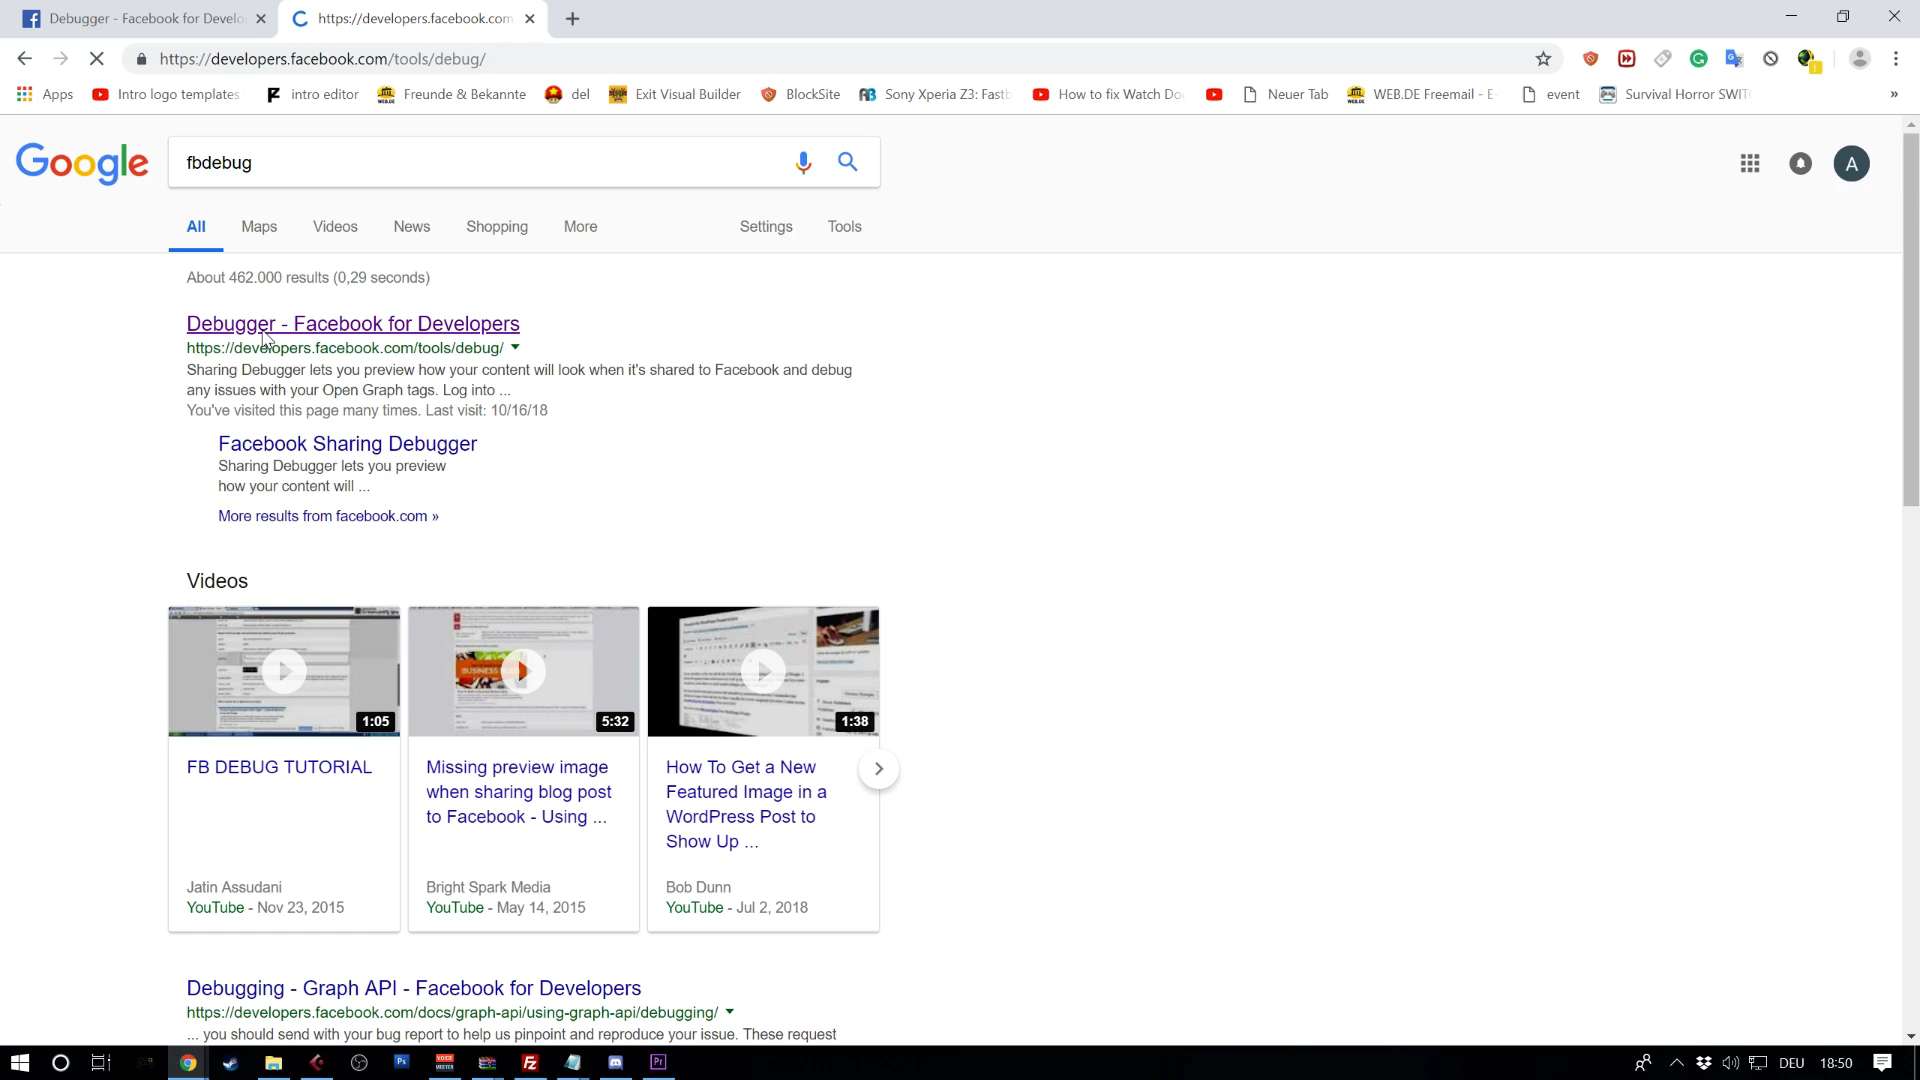 Debugger - Facebook for Develo
https://developers.facebook.com
https://developers.facebook.com/tools/debug/
Apps
Intro logo templates
intro editor
Freunde & Bekannte
del
Exit Visual Builder
BlockSite
Sony Xperia Z3: Fastb
How to fix Watch Do
Neuer Tab
WEB.DE Freemail - E-
event
Survival Horror SWIT
»
Google
fbdebug
A
All
Maps
Videos
News
Shopping
More
Settings
Tools
About 462.000 results (0,29 seconds)
Debugger - Facebook for Developers
https://developers.facebook.com/tools/debug/
Sharing Debugger lets you preview how your content will look when it's shared to Facebook and debug
any issues with your Open Graph tags. Log into ...
You've visited this page many times. Last visit: 10/16/18
Facebook Sharing Debugger
Sharing Debugger lets you preview
how your content will ...
More results from facebook.com »
Videos
1:05
5:32
1:38
FB DEBUG TUTORIAL
Missing preview image
when sharing blog post
to Facebook - Using ...
How To Get a New
Featured Image in a
WordPress Post to
Show Up ...
Jatin Assudani
YouTube - Nov 23, 2015
Bright Spark Media
YouTube - May 14, 2015
Bob Dunn
YouTube - Jul 2, 2018
Debugging - Graph API - Facebook for Developers
https://developers.facebook.com/docs/graph-api/using-graph-api/debugging/
... you should send with your bug report to help us pinpoint and reproduce your issue. These request
DEU
18:50